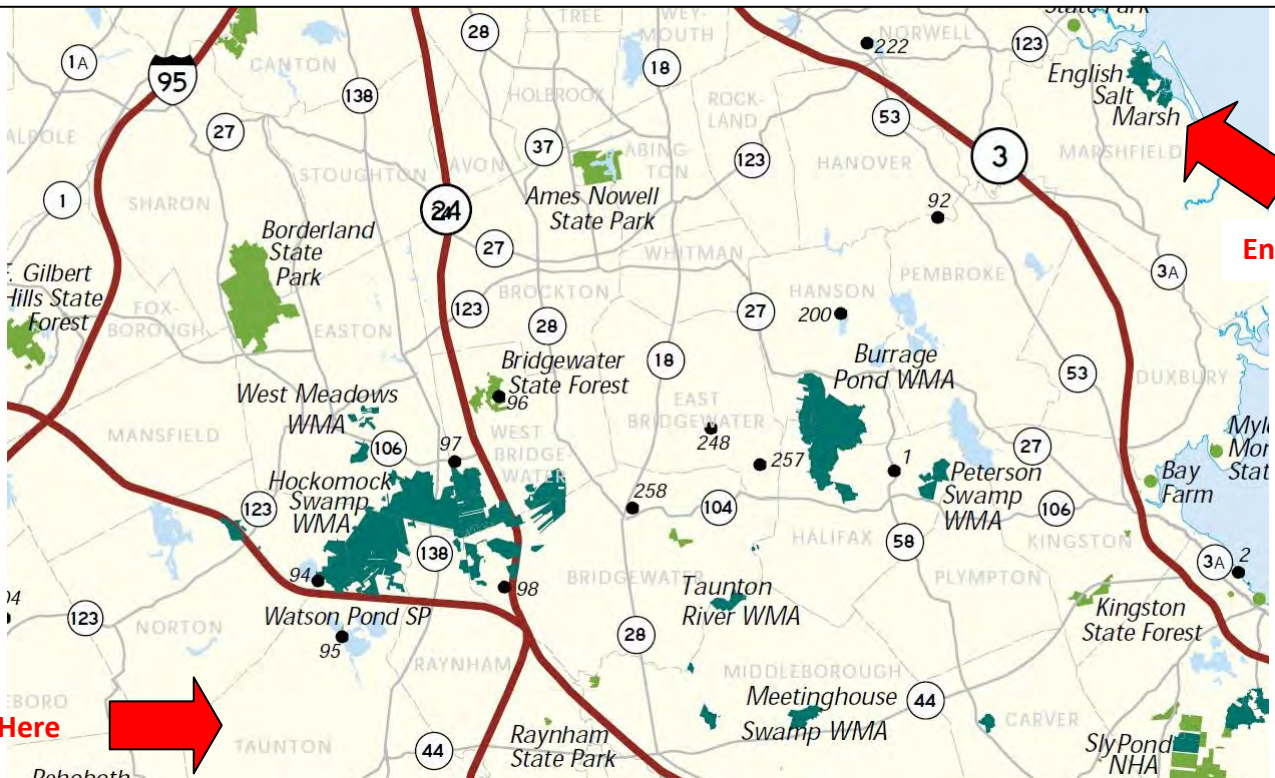 State Park
TREE
WEY-
MOUTH
28
NORWELL
222
123
1A
95
CANTON
138
18
English
Salt
Marsh
HOLBROOK
ROCK-
LAND
27
53
37
ABING-
TON
3
MARSHFIELD
AVON
123
HANOVER
STOUGHTON
1
SHARON
24
Ames Nowell
State Park
92
Borderland
State
Park
27
WHITMAN
En
Gilbert
Hills State
Forest
PEMBROKE
3A
BROCKTON
HANSON
FOX-
BOROUGH
EASTON
123
28
27
200
Bridgewater
State Forest
96
18
Burrage
Pond WMA
53
DUXBURY
West Meadows
WMA
EAST
BRIDGEWATER
248
MANSFIELD
106
97
WEST
BRIDGE-
WATER
27
257
1
Peterson
Swamp
WMA
Bay
Farm
Hockomock
Swamp
WMA
123
258
104
106
138
HALIFAX
58
KINGSTON
3A
2
94
98
BRIDGEWATER
PLYMPTON
Taunton
River WMA
Kingston
State Forest
123
NORTON
Watson Pond SP
95
28
RAYNHAM
MIDDLEBOROUGH
Meetinghouse
Swamp WMA
44
CARVER
Here
TAUNTON
44
Raynham
State Park
Sly Pond
NHA